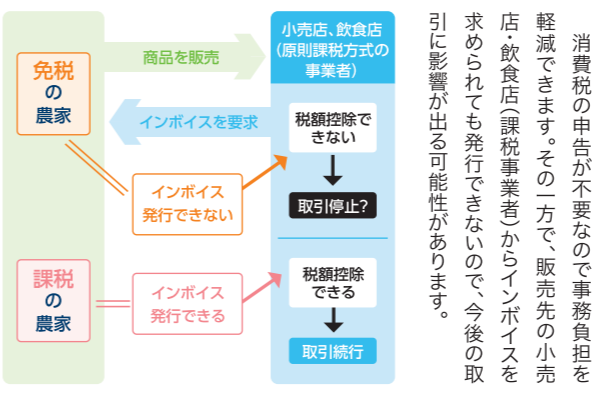 消費税の申告が不要なので事務負担を
軽減できます。その一方で、販売先の小売
店・飲食店(課税事業者)からインボイスを
求められても発行できないので、今後の取
引に影響が出る可能性があります。
免税
の
農家
商品を販売
小売店、飲食店
(原則課税方式の
事業者)
インボイスを要求
税額控除で
きない
インボイス
発行できない
取引停止?
課税
の
農家
インボイス
発行できる
税額控除
できる
取引続行